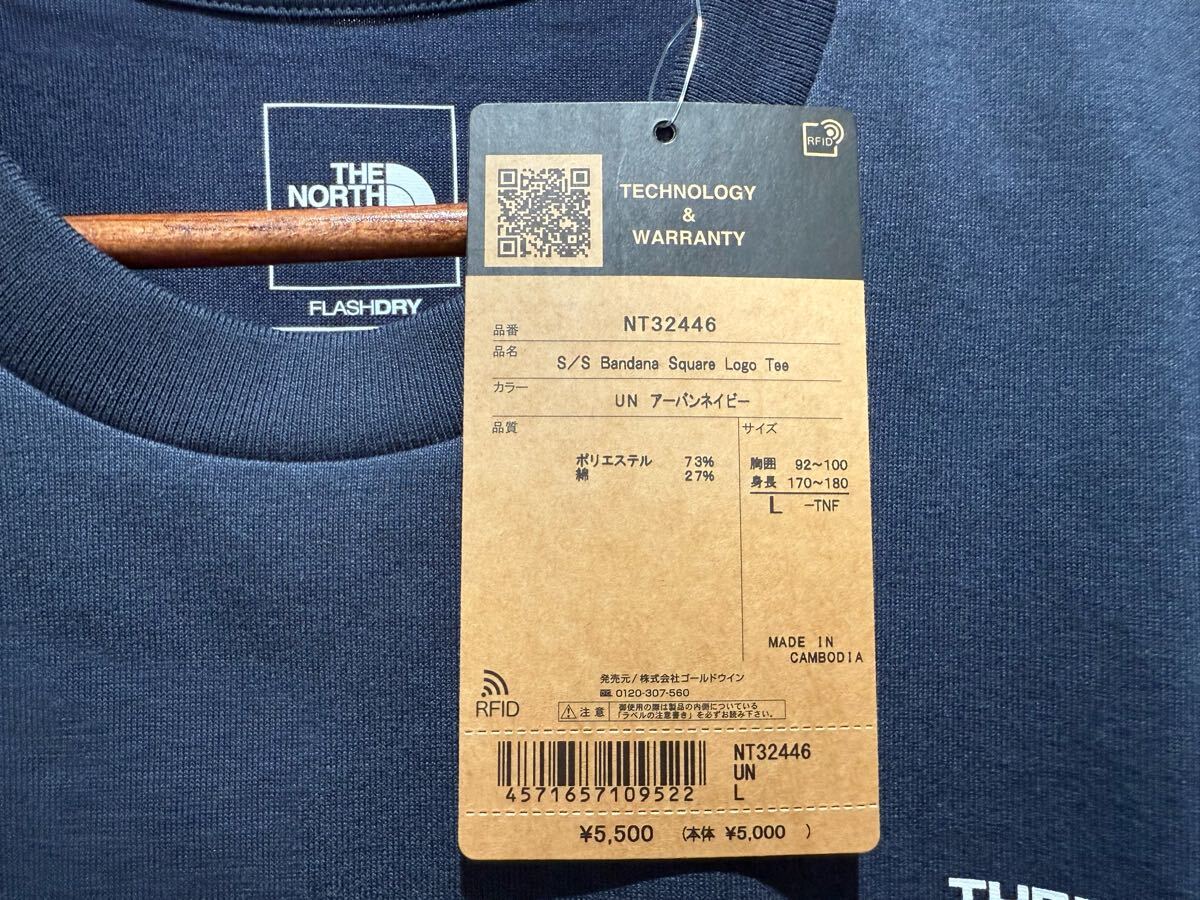 THE
NORTH
FLASHDRY
RFID
TECHNOLOGY
&
WARRANTY
品番 NT32446
品名 S/S Bandana Square Logo Tee
カラー UN アーバンネイビー
品質
ポリエステル 73%
綿 27%
サイズ
胸囲 92~100
身長 170~180
L -TNF
MADE IN
CAMBODIA
RFID
発売元/株式会社ゴールドウイン
0120-307-560
注意 御使用の際は製品の内側についている
「ラベルの注意書き」を必ずお読み下さい。
4571657109522
NT32446
UN
L
¥5,500 (本体 ¥5,000 )